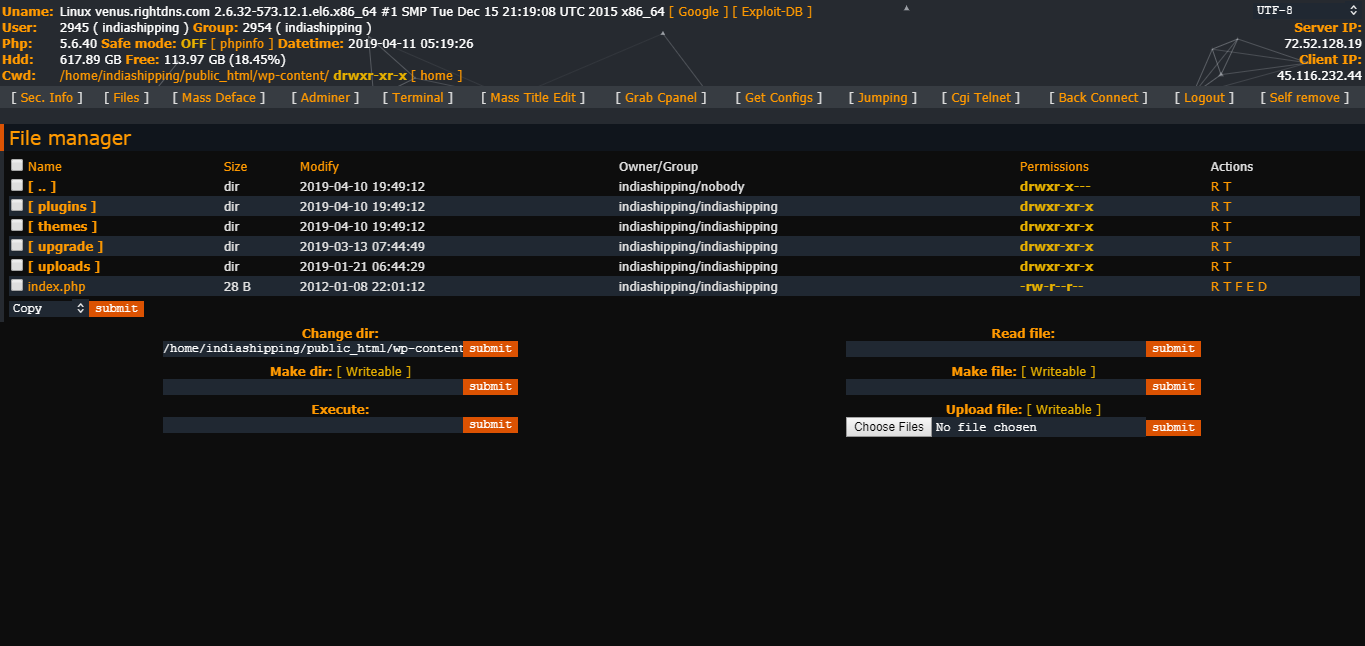 Uname: Linux venus.rightdns.com 2.6.32-573.12.1.el6.x86_64 #1 SMP Tue Dec 15 21:19:08 UTC 2015 x86_64 [ Google ] [ Exploit-DB ] UTF-8
User: 2945 ( indiashipping ) Group: 2954 ( indiashipping ) Server IP:
Php: 5.6.40 Safe mode: OFF [ phpinfo ] Datetime: 2019-04-11 05:19:26 72.52.128.19
Hdd: 617.89 GB Free: 113.97 GB (18.45%) Client IP:
Cwd: /home/indiashipping/public_html/wp-content/ drwxr-xr-x [ home ] 45.116.232.44
[ Sec. Info ] [ Files ] [ Mass Deface ] [ Adminer ] [ Terminal ] [ Mass Title Edit ] [ Grab Cpanel ] [ Get Configs ] [ Jumping ] [ Cgi Telnet ] [ Back Connect ] [ Logout ] [ Self remove ]
File manager
Name Size Modify Owner/Group Permissions Actions
[ .. ] dir 2019-04-10 19:49:12 indiashipping/nobody drwxr-x--- R T
[ plugins ] dir 2019-04-10 19:49:12 indiashipping/indiashipping drwxr-xr-x R T
[ themes ] dir 2019-04-10 19:49:12 indiashipping/indiashipping drwxr-xr-x R T
[ upgrade ] dir 2019-03-13 07:44:49 indiashipping/indiashipping drwxr-xr-x R T
[ uploads ] dir 2019-01-21 06:44:29 indiashipping/indiashipping drwxr-xr-x R T
index.php 28 B 2012-01-08 22:01:12 indiashipping/indiashipping -rw-r--r-- R T F E D
Copy submit
Change dir: Read file:
/home/indiashipping/public_html/wp-content submit submit
Make dir: [ Writeable ] Make file: [ Writeable ]
submit submit
Execute: Upload file: [ Writeable ]
submit Choose Files No file chosen submit